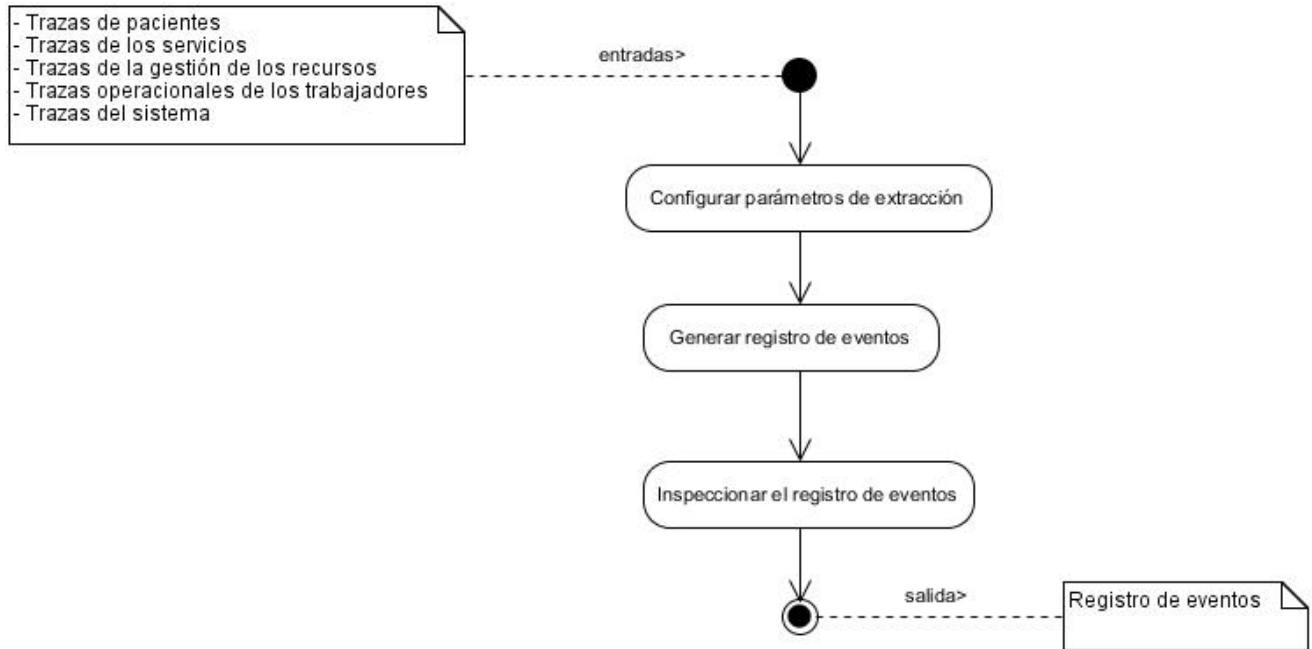 - Trazas de pacientes
- Trazas de los servicios
- Trazas de la gestión de los recursos
- Trazas operacionales de los trabajadores
- Trazas del sistema
entradas>
Configurar parámetros de extracción
Generar registro de eventos
Inspeccionar el registro de eventos
salida>
Registro de eventos